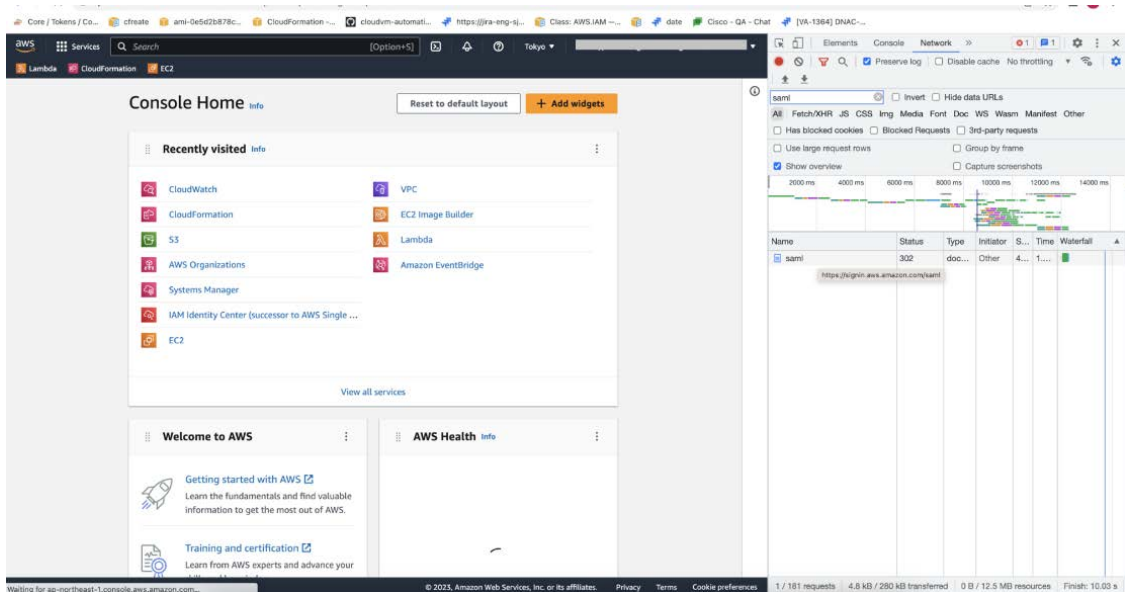 Core / Tokens / Co... cfreate ami-0e5d2b878c... CloudFormation -... cloudvm-automati... https://jira-eng-sj... Class: AWS.IAM —... date Cisco - QA - Chat [VA-1384] DNAC-...
aws Services Search [Option+S] Tokyo
Lambda CloudFormation EC2
Console Home Info Reset to default layout + Add widgets
Recently visited Info
CloudWatch
CloudFormation
S3
AWS Organizations
Systems Manager
IAM Identity Center (successor to AWS Single ...
EC2
VPC
EC2 Image Builder
Lambda
Amazon EventBridge
View all services
Welcome to AWS
Getting started with AWS
Learn the fundamentals and find valuable
information to get the most out of AWS.
Training and certification
Learn from AWS experts and advance your
AWS Health Info
Waiting for ap-northeast-1.console.aws.amazon.com...
© 2023, Amazon Web Services, Inc. or its affiliates. Privacy Terms Cookie preferences
Elements Console Network » 1 1
Preserve log Disable cache No throttling
saml Invert Hide data URLs
All Fetch/XHR JS CSS Img Media Font Doc WS Wasm Manifest Other
Has blocked cookies Blocked Requests 3rd-party requests
Use large request rows Group by frame
Show overview Capture screenshots
2000 ms 4000 ms 6000 ms 8000 ms 10000 ms 12000 ms 14000 ms
Name Status Type Initiator S... Time Waterfall
saml 302 doc... Other 4... 1....
https://signin.aws.amazon.com/saml
1 / 181 requests 4.8 kB / 280 kB transferred 0 B / 12.5 MB resources Finish: 10.03 s